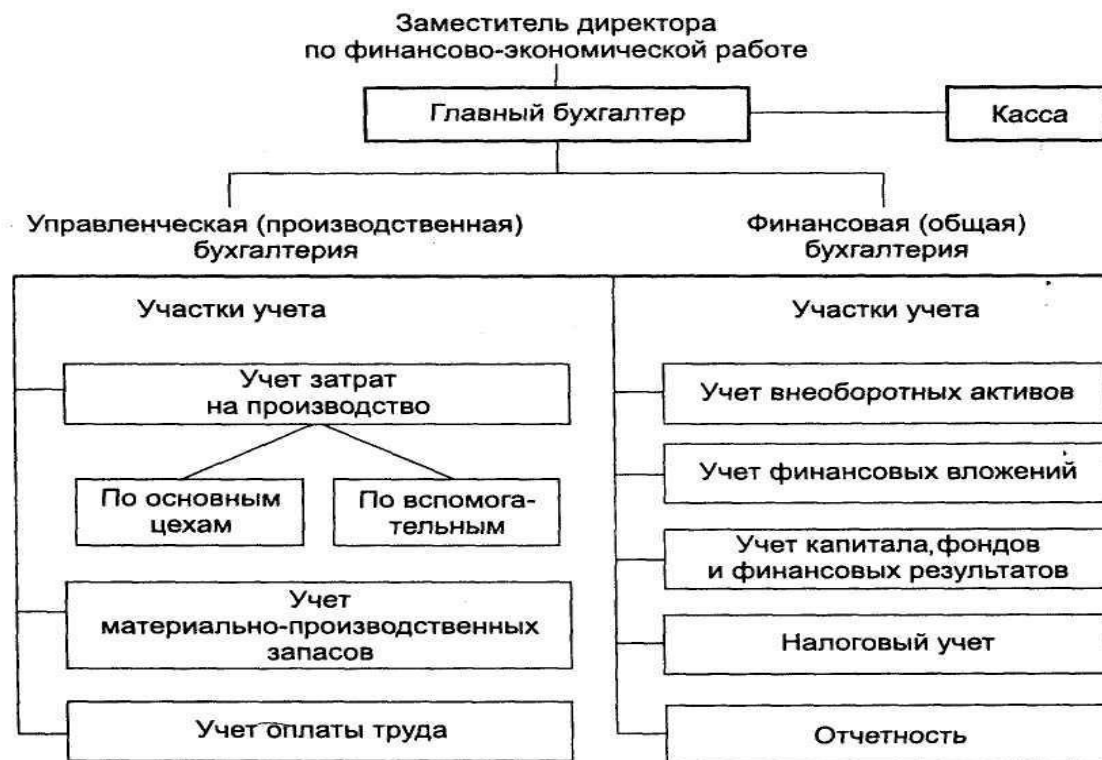 Заместитель директора
по финансово-экономической работе
Главный бухгалтер
Касса
Управленческая (производственная)
бухгалтерия
Финансовая (общая)
бухгалтерия
Участки учета
Учет затрат
на производство
По основным
цехам
По вспомога-
тельным
Учет
материально-производственных
запасов
Учет оплаты труда
Участки учета
Учет внеоборотных активов
Учет финансовых вложений
Учет капитала, фондов
и финансовых результатов
Налоговый учет
Отчетность